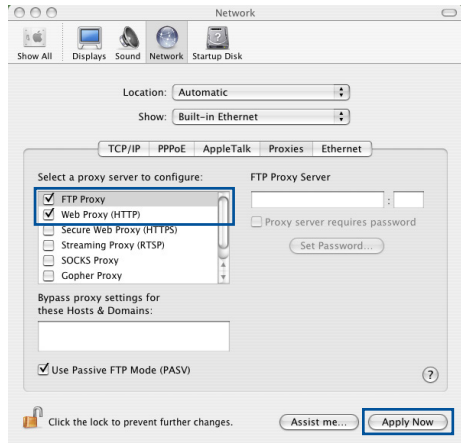 Network
Show All Displays Sound Network Startup Disk
Location: Automatic
Show: Built-in Ethernet
TCP/IP PPPoE AppleTalk Proxies Ethernet
Select a proxy server to configure:
FTP Proxy
Web Proxy (HTTP)
Secure Web Proxy (HTTPS)
Streaming Proxy (RTSP)
SOCKS Proxy
Gopher Proxy
FTP Proxy Server
:
Proxy server requires password
Set Password...
Bypass proxy settings for
these Hosts & Domains:
Use Passive FTP Mode (PASV)
?
Click the lock to prevent further changes.
Assist me... Apply Now